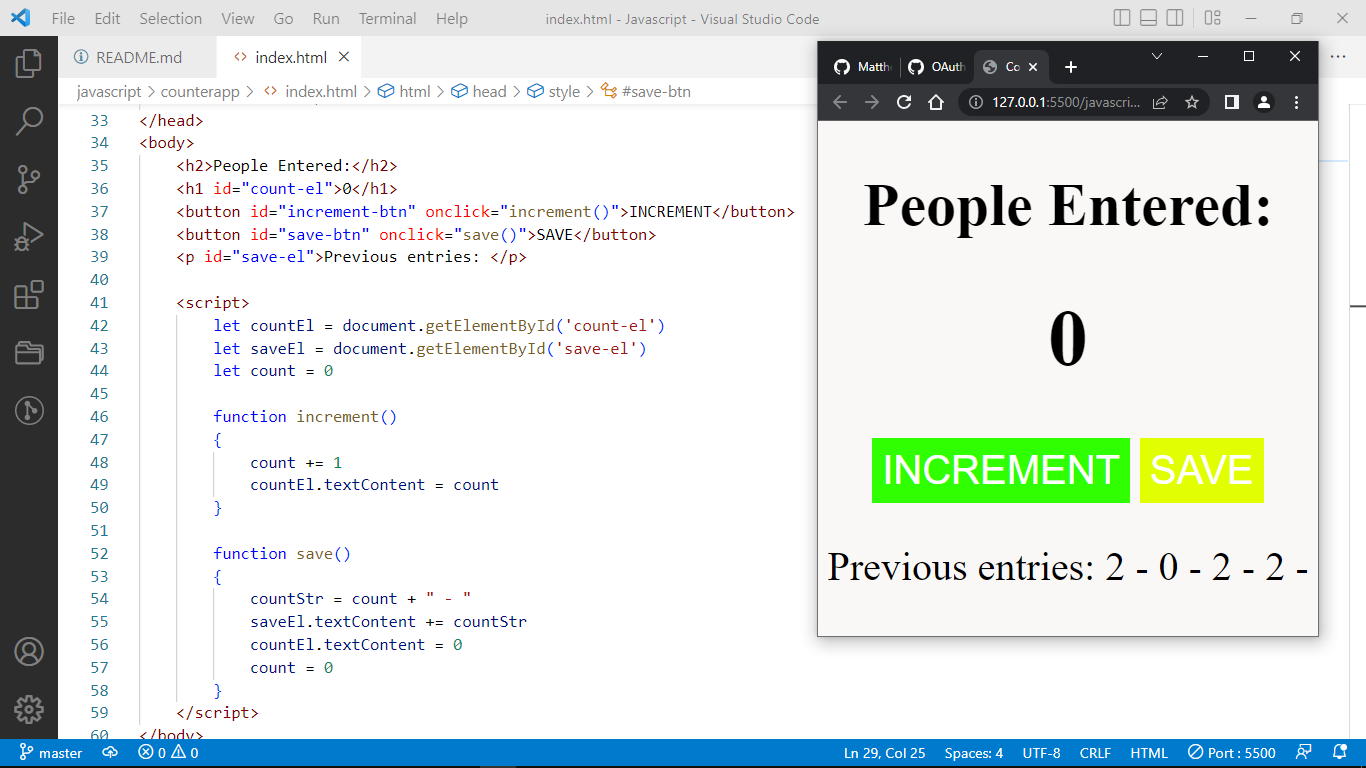 File Edit Selection View Go Run Terminal Help index.html - Javascript - Visual Studio Code
README.md index.html
javascript > counterapp > index.html > html > head > style > #save-btn
33 </head>
34 <body>
35 <h2>People Entered:</h2>
36 <h1 id="count-el">0</h1>
37 <button id="increment-btn" onclick="increment()">INCREMENT</button>
38 <button id="save-btn" onclick="save()">SAVE</button>
39 <p id="save-el">Previous entries: </p>
40
41 <script>
42 let countEl = document.getElementById('count-el')
43 let saveEl = document.getElementById('save-el')
44 let count = 0
45
46 function increment()
47 {
48 count += 1
49 countEl.textContent = count
50 }
51
52 function save()
53 {
54 countStr = count + " - "
55 saveEl.textContent += countStr
56 countEl.textContent = 0
57 count = 0
58 }
59 </script>
60 </body>
Matth OAuth Co
127.0.0.1:5500/javascri...
People Entered:
0
INCREMENT SAVE
Previous entries: 2 - 0 - 2 - 2 -
master 0 0 Ln 29, Col 25 Spaces: 4 UTF-8 CRLF HTML Port : 5500